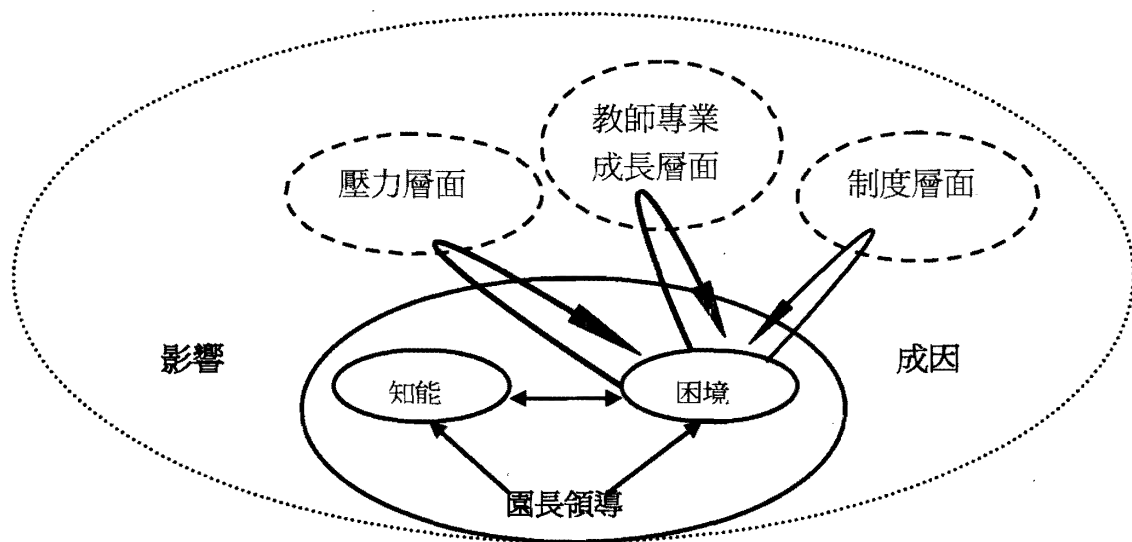 教師專業
成長層面
壓力層面
制度層面
影響
成因
知能
困境
園長領導